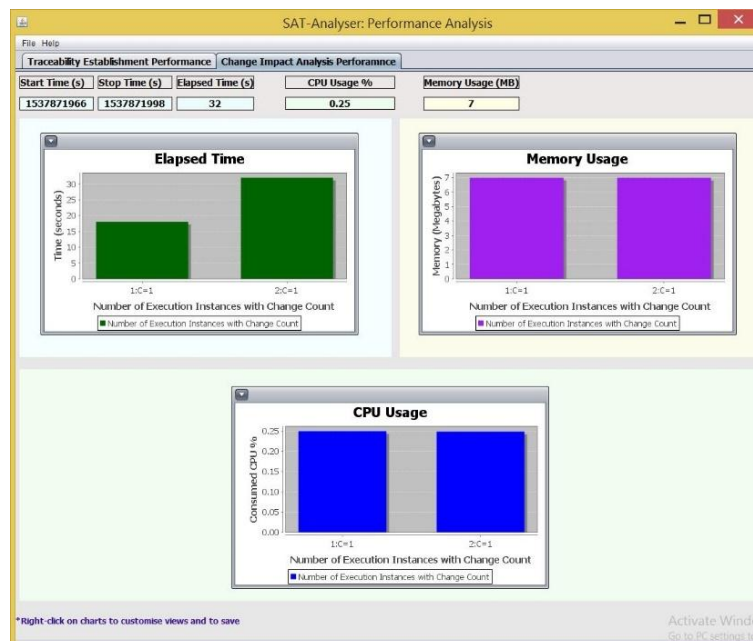 SAT-Analyser: Performance Analysis
File Help
Traceability Establishment Performance Change Impact Analysis Perforamnce
Start Time (s) Stop Time (s) Elapsed Time (s) CPU Usage % Memory Usage (MB)
1537871966 1537871998 32 0.25 7
Elapsed Time
Time (seconds)
30
25
20
15
10
5
0
1:C=1 2:C=1
Number of Execution Instances with Change Count
Number of Execution Instances with Change Count
Memory Usage
Memory (Megabytes)
7
6
5
4
3
2
1
0
1:C=1 2:C=1
Number of Execution Instances with Change Count
Number of Execution Instances with Change Count
CPU Usage
Consumed CPU %
0.25
0.20
0.15
0.10
0.05
0.00
1:C=1 2:C=1
Number of Execution Instances with Change Count
Number of Execution Instances with Change Count
*Right-click on charts to customise views and to save
Activate Wind
Go to PC settings t